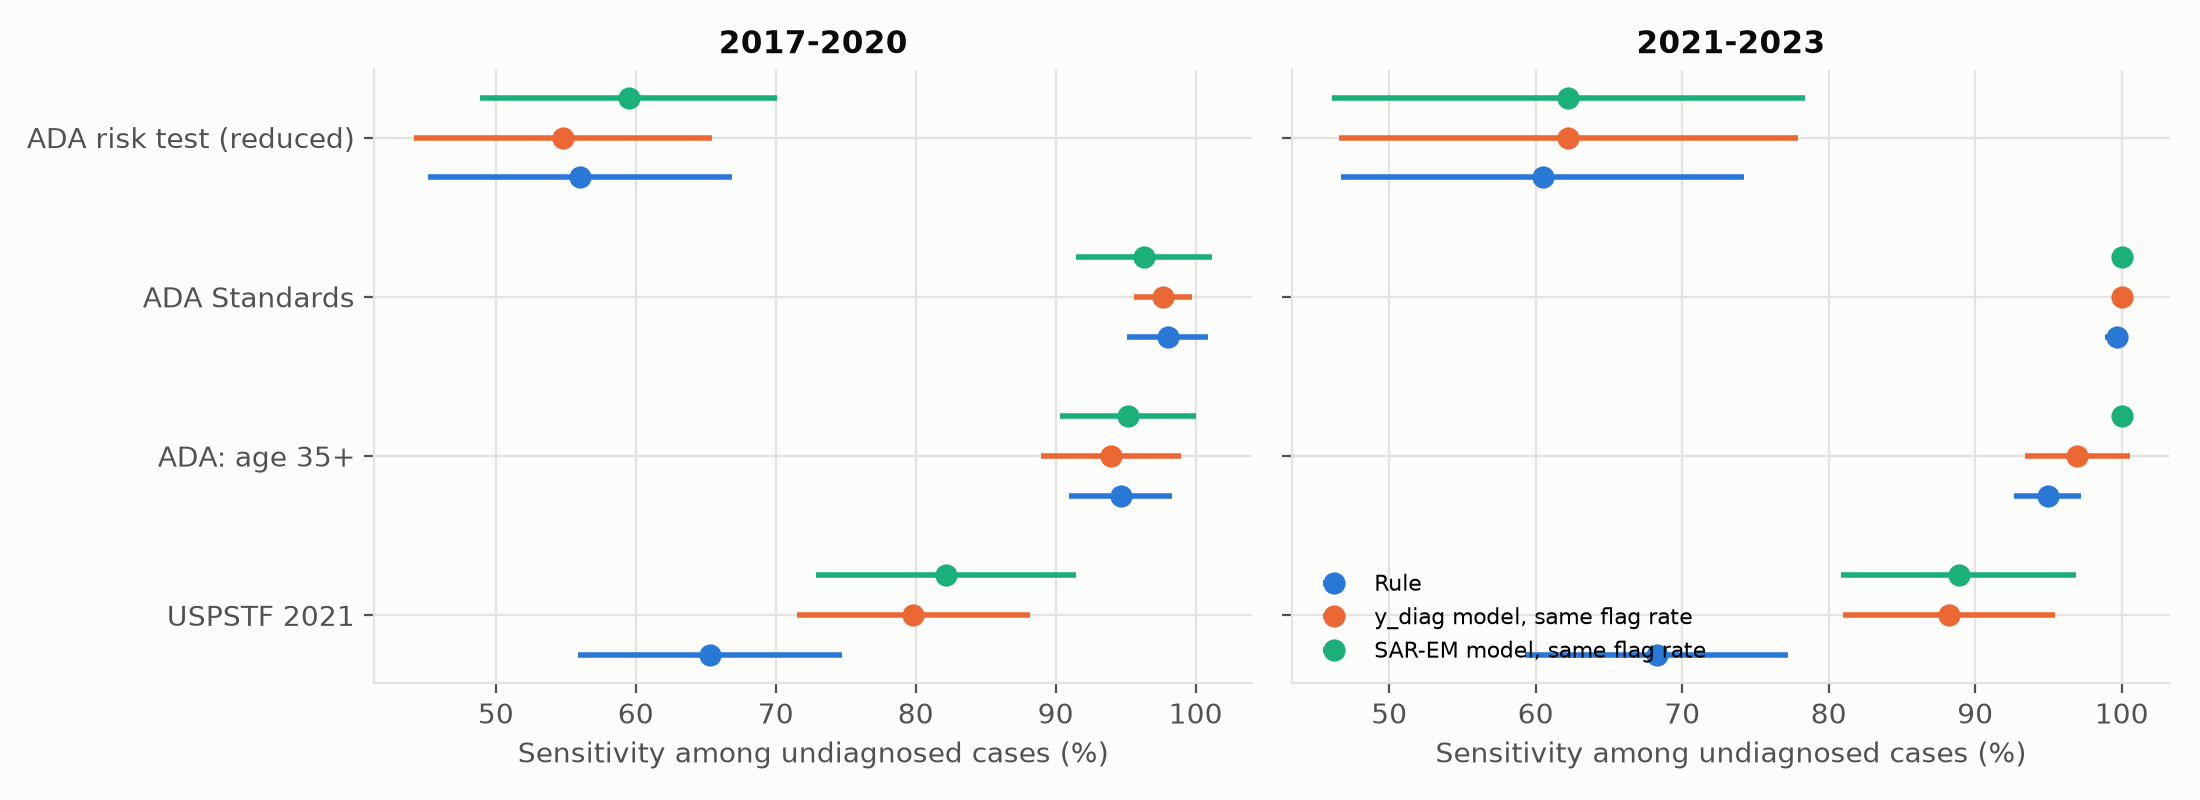 2017-2020
2021-2023
ADA risk test (reduced)
ADA Standards
ADA: age 35+
USPSTF 2021
Rule
y_diag model, same flag rate
SAR-EM model, same flag rate
50 60 70 80 90 100
50 60 70 80 90 100
Sensitivity among undiagnosed cases (%)
Sensitivity among undiagnosed cases (%)